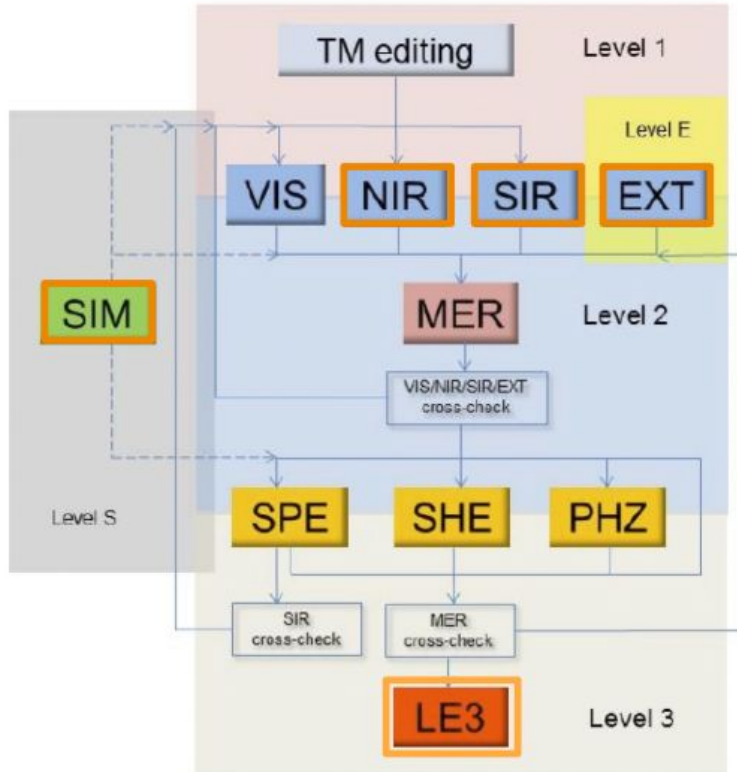 TM editing
Level 1
Level E
VIS
NIR
SIR
EXT
SIM
MER
Level 2
VIS/NIR/SIR/EXT
cross-check
Level S
SPE
SHE
PHZ
SIR
cross-check
MER
cross-check
LE3
Level 3